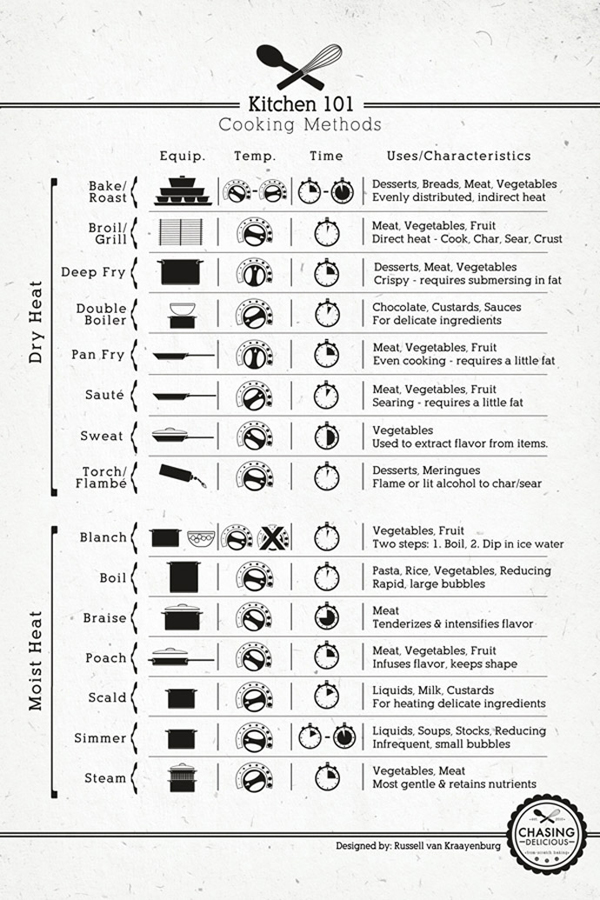 Kitchen 101
Cooking Methods
Equip. Temp. Time Uses/Characteristics
Dry Heat
Bake/
Roast
Desserts, Breads, Meat, Vegetables
Evenly distributed, indirect heat
Broil/
Grill
Meat, Vegetables, Fruit
Direct heat - Cook, Char, Sear, Crust
Deep Fry
Desserts, Meat, Vegetables
Crispy - requires submersing in fat
Double
Boiler
Chocolate, Custards, Sauces
For delicate ingredients
Pan Fry
Meat, Vegetables, Fruit
Even cooking - requires a little fat
Sauté
Meat, Vegetables, Fruit
Searing - requires a little fat
Sweat
Vegetables
Used to extract flavor from items.
Torch/
Flambé
Desserts, Meringues
Flame or lit alcohol to char/sear
Moist Heat
Blanch
Vegetables, Fruit
Two steps: 1. Boil, 2. Dip in ice water
Boil
Pasta, Rice, Vegetables, Reducing
Rapid, large bubbles
Braise
Meat
Tenderizes & intensifies flavor
Poach
Meat, Vegetables, Fruit
Infuses flavor, keeps shape
Scald
Liquids, Milk, Custards
For heating delicate ingredients
Simmer
Liquids, Soups, Stocks, Reducing
Infrequent, small bubbles
Steam
Vegetables, Meat
Most gentle & retains nutrients
Designed by: Russell van Kraayenburg
CHASING
DELICIOUS